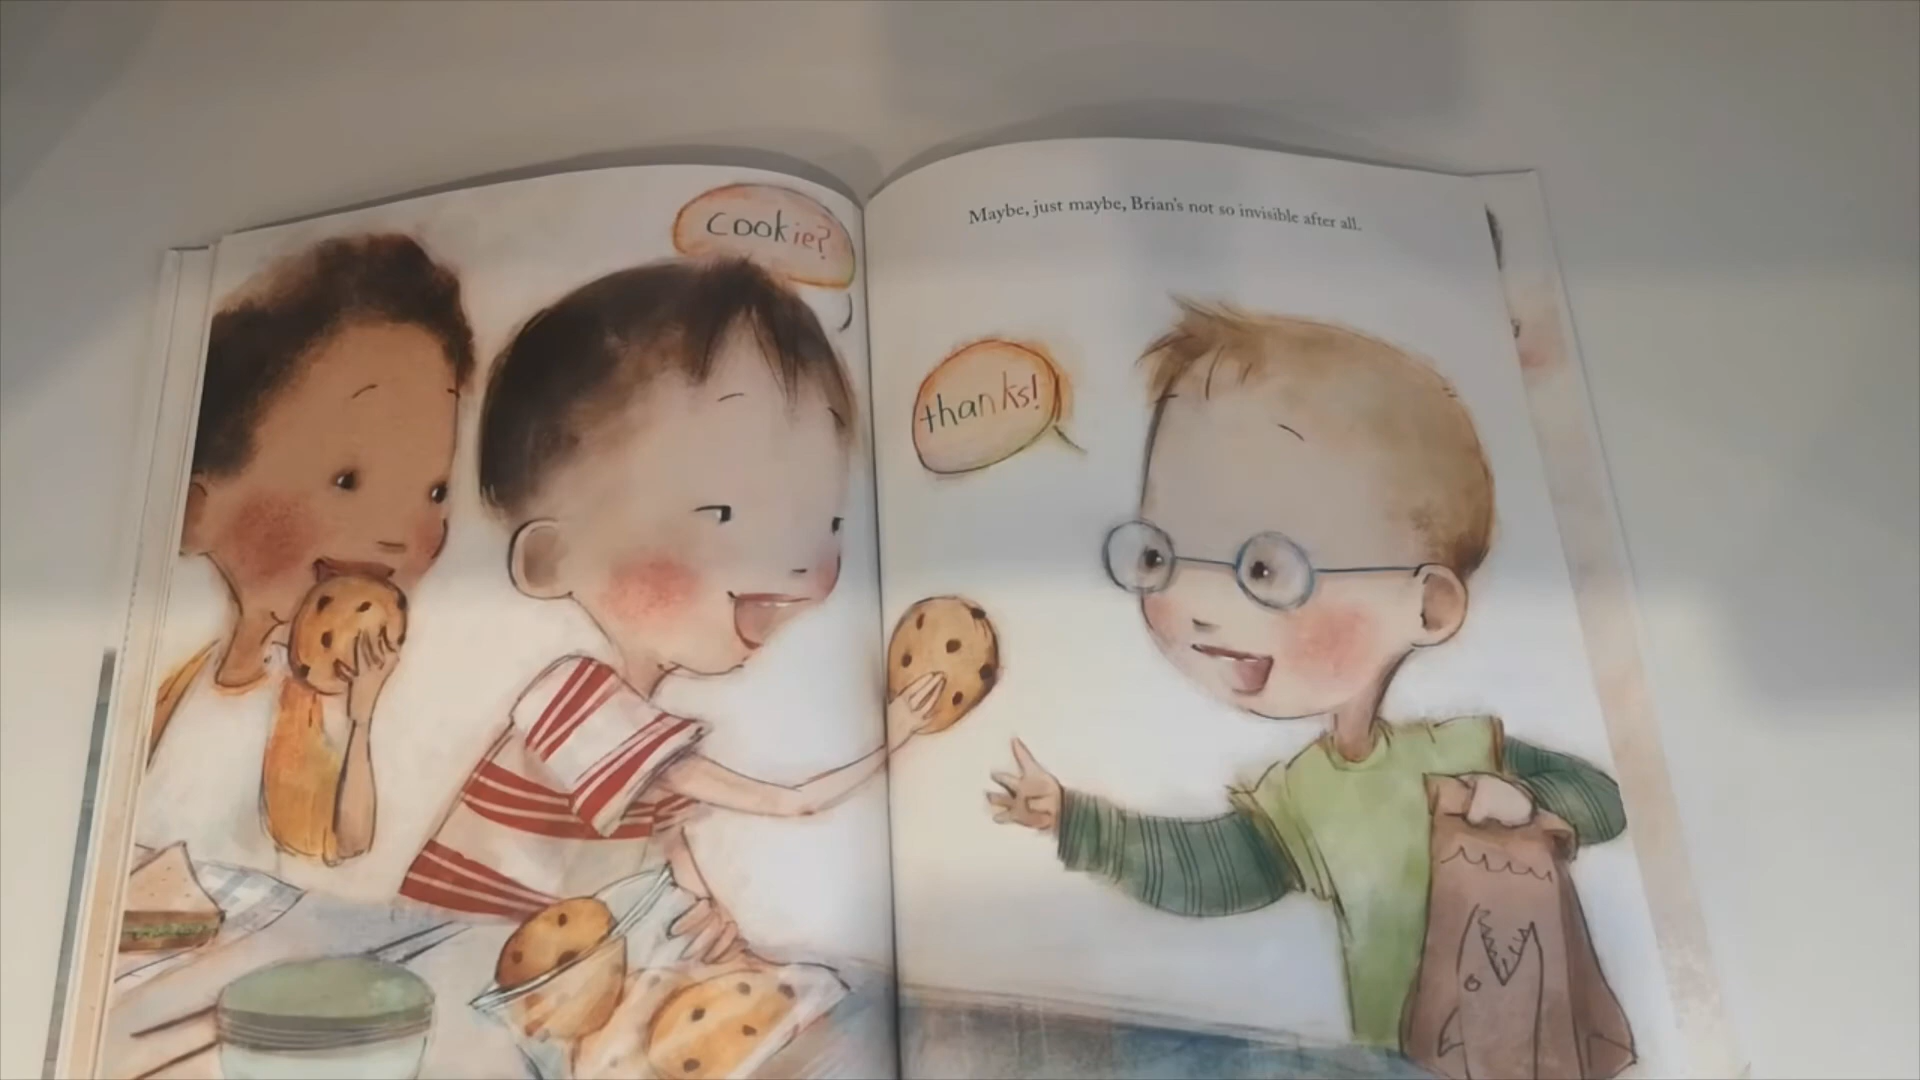 cookie?
Maybe, just maybe, Brian's not so invisible after all.
thanks!